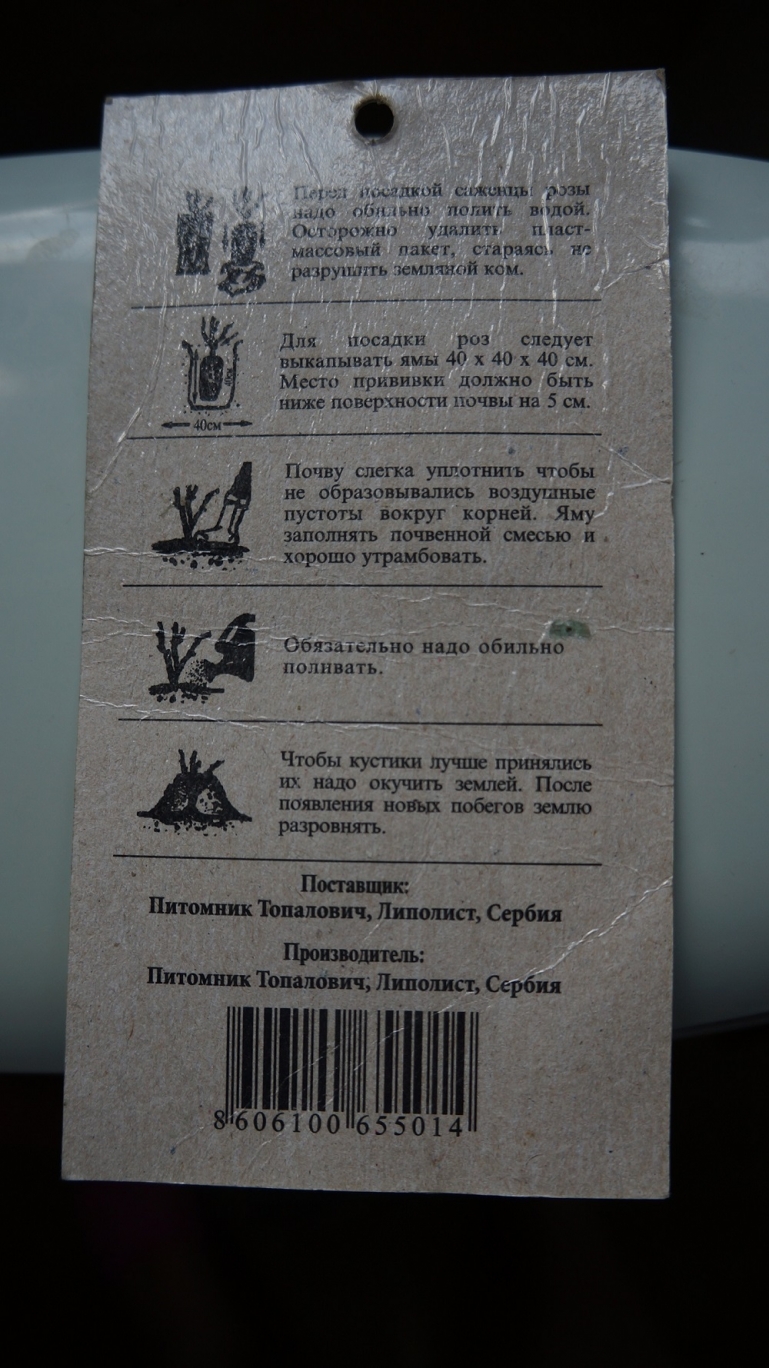 Перед посадкой саженцы розы
надо обильно полить водой.
Осторожно удалить пласт-
массовый пакет, стараясь не
разрушить земляной ком.
40см
Для посадки роз следует
выкапывать ямы 40 х 40 х 40 см.
Место прививки должно быть
ниже поверхности почвы на 5 см.
Почву слегка уплотнить чтобы
не образовывались воздушные
пустоты вокруг корней. Яму
заполнять почвенной смесью и
хорошо утрамбовать.
Обязательно надо обильно
поливать.
Чтобы кустики лучше принялись
их надо окучить землей. После
появления новых побегов землю
разровнять.
Поставщик:
Питомник Топалович, Липолист, Сербия
Производитель:
Питомник Топалович, Липолист, Сербия
8 606100 655014